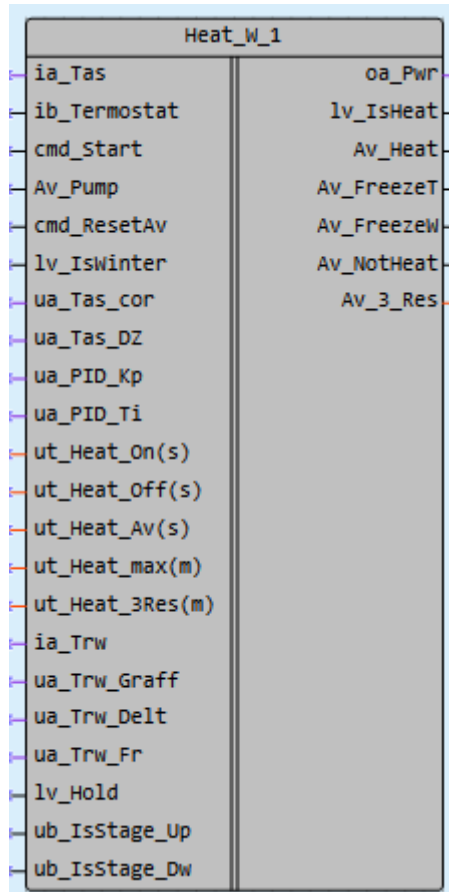 Heat_W_1
ia_Tas oa_Pwr
ib_Termostat lv_IsHeat
cmd_Start Av_Heat
Av_Pump Av_FreezeT
cmd_ResetAv Av_FreezeW
lv_IsWinter Av_NotHeat
ua_Tas_cor Av_3_Res
ua_Tas_DZ
ua_PID_Kp
ua_PID_Ti
ut_Heat_On(s)
ut_Heat_Off(s)
ut_Heat_Av(s)
ut_Heat_max(m)
ut_Heat_3Res(m)
ia_Trw
ua_Trw_Graff
ua_Trw_Delt
ua_Trw_Fr
lv_Hold
ub_IsStage_Up
ub_IsStage_Dw